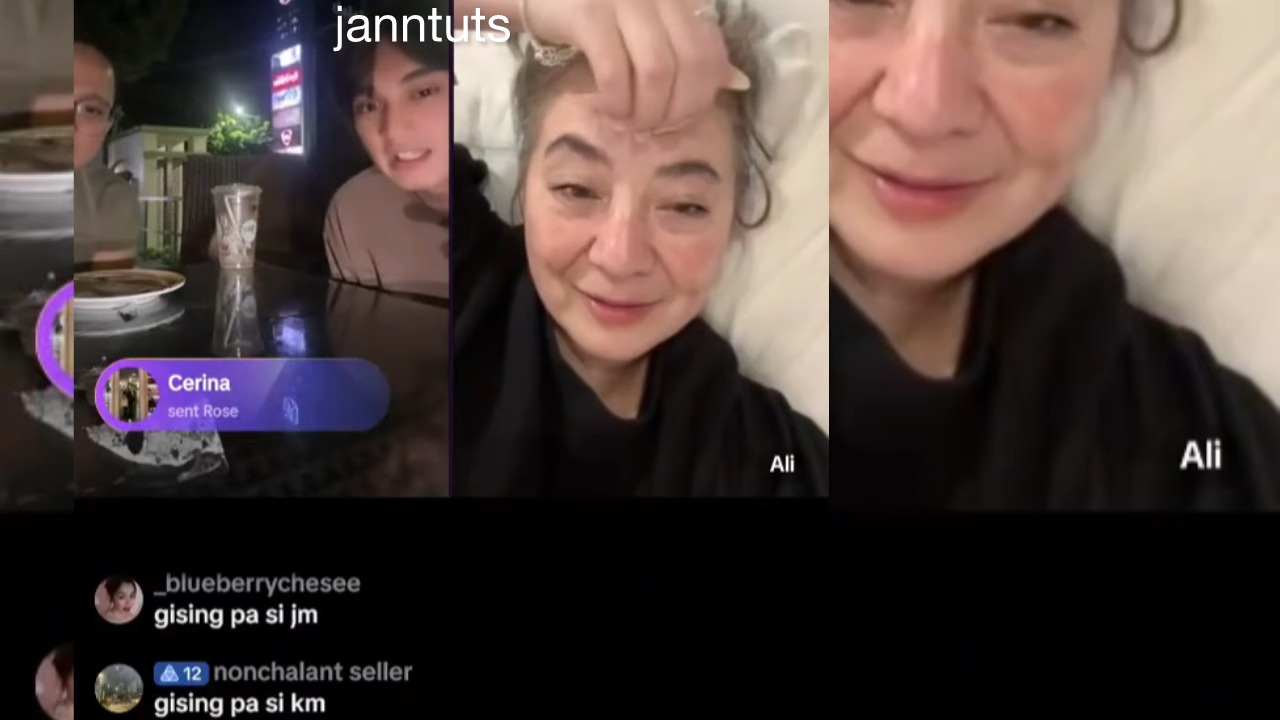 janntuts
Cerina
sent Rose
Ali
Ali
_blueberrychesee
gising pa si jm
12 nonchalant seller
gising pa si km